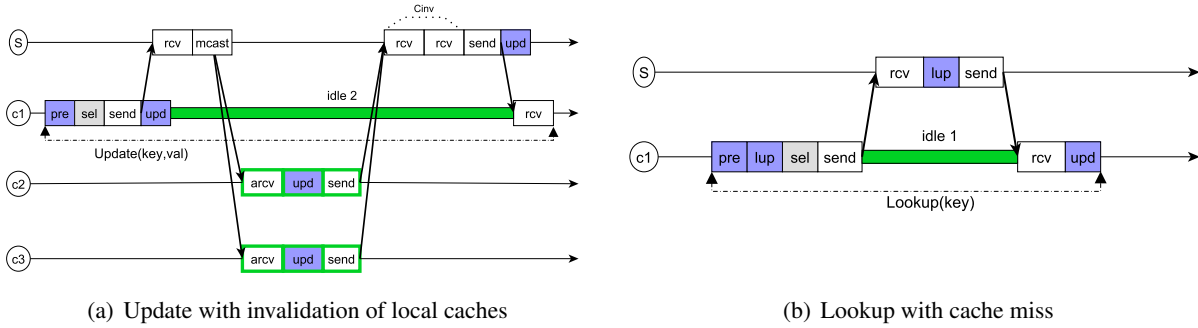 Cinv
S rcv mcast rcv rcv send upd
idle 2
c1 pre sel send upd rcv
Update(key,val)
c2 arcv upd send
c3 arcv upd send
(a) Update with invalidation of local caches
S rcv lup send
idle 1
c1 pre lup sel send rcv upd
Lookup(key)
(b) Lookup with cache miss